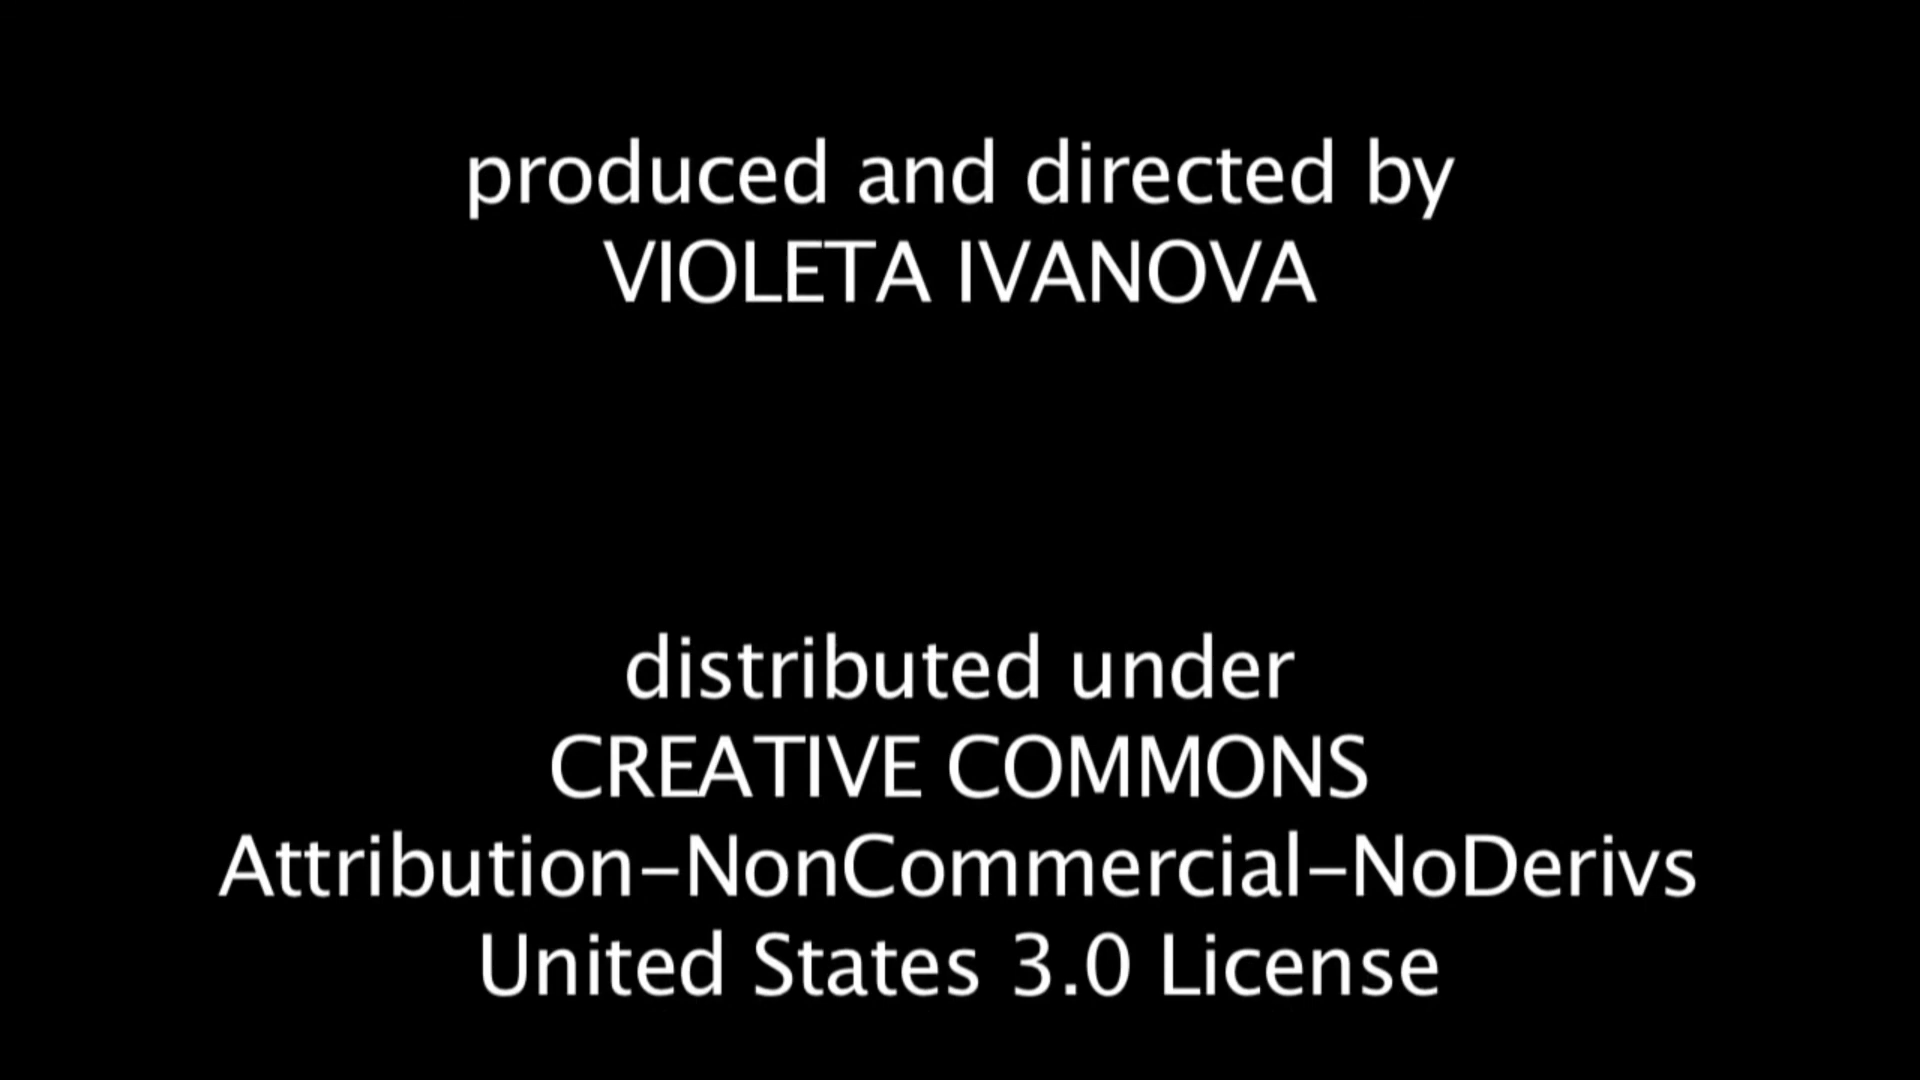 produced and directed by
VIOLETA IVANOVA
distributed under
CREATIVE COMMONS
Attribution-NonCommercial-NoDerivs
United States 3.0 License